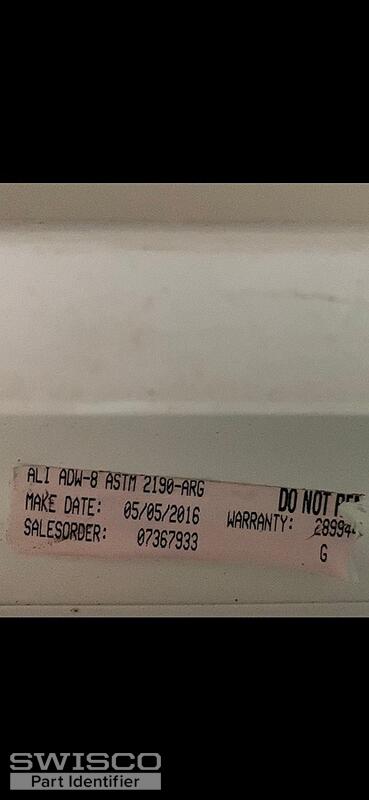 ALI ADW-8 ASTM 2190-ARG
DO NOT
MAKE DATE: 05/05/2016 WARRANTY:
SALESORDER: 07367933 G
SWISCO
Part Identifier